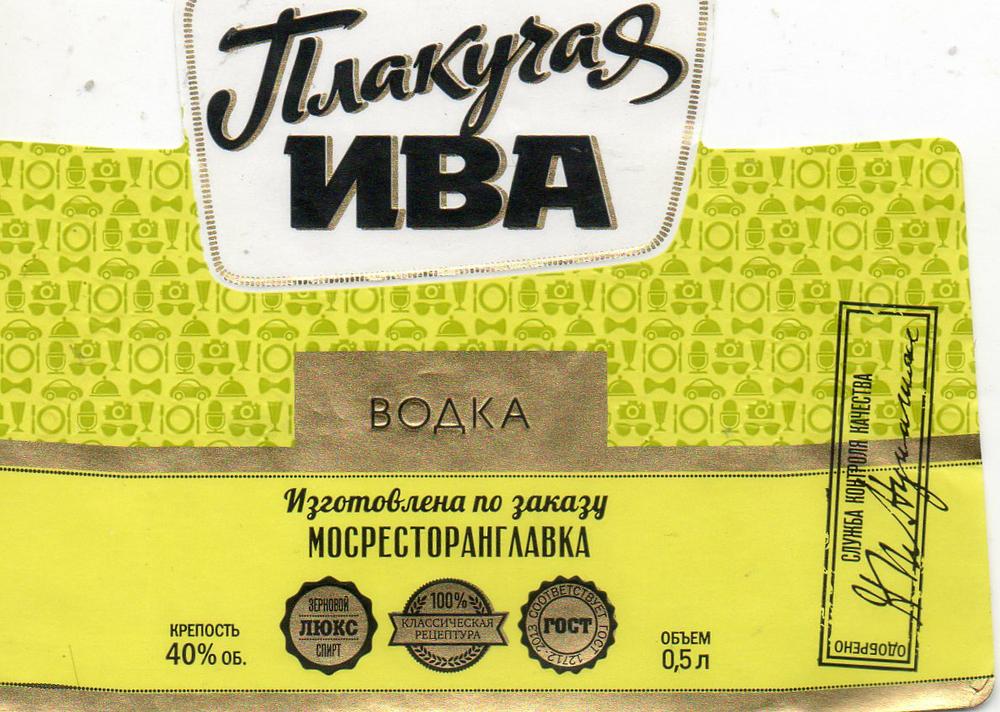 Плакучая
ИВА
ВОДКА
Изготовлена по заказу
МОСРЕСТОРАНГЛАВКА
КРЕПОСТЬ
40% ОБ.
ЗЕРНОВОЙ
ЛЮКС
СПИРТ
100%
КЛАССИЧЕСКАЯ
РЕЦЕПТУРА
СООТВЕТСТВУЕТ ГОСТ 12712-2013
ГОСТ
ОБЪЕМ
0,5 л
СЛУЖБА КОНТРОЛЯ КАЧЕСТВА
ОДОБРЕНО